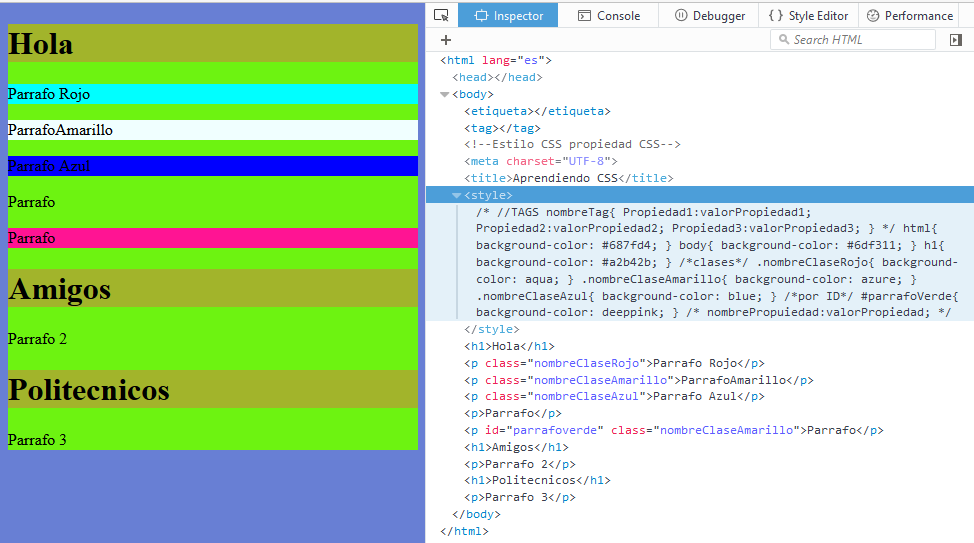 Hola
Parrafo Rojo
ParrafoAmarillo
Parrafo Azul
Parrafo
Parrafo
Amigos
Parrafo 2
Politecnicos
Parrafo 3
Inspector
Console
Debugger
{ } Style Editor
Performance
+
Search HTML
<html lang="es">
<head></head>
<body>
<etiqueta></etiqueta>
<tag></tag>
<!--Estilo CSS propiedad CSS-->
<meta charset="UTF-8">
<title>Aprendiendo CSS</title>
<style>
/* //TAGS nombreTag{ Propiedad1:valorPropiedad1;
Propiedad2:valorPropiedad2; Propiedad3:valorPropiedad3; } */ html{
background-color: #687fd4; } body{ background-color: #6df311; } h1{
background-color: #a2b42b; } /*clases*/ .nombreClaseRojo{ background-
color: aqua; } .nombreClaseAmarillo{ background-color: azure; }
.nombreClaseAzul{ background-color: blue; } /*por ID*/ #parrafoVerde{
background-color: deeppink; } /* nombrePropuiedad:valorPropiedad; */
</style>
<h1>Hola</h1>
<p class="nombreClaseRojo">Parrafo Rojo</p>
<p class="nombreClaseAmarillo">ParrafoAmarillo</p>
<p class="nombreClaseAzul">Parrafo Azul</p>
<p>Parrafo</p>
<p id="parrafoverde" class="nombreClaseAmarillo">Parrafo</p>
<h1>Amigos</h1>
<p>Parrafo 2</p>
<h1>Politecnicos</h1>
<p>Parrafo 3</p>
</body>
</html>